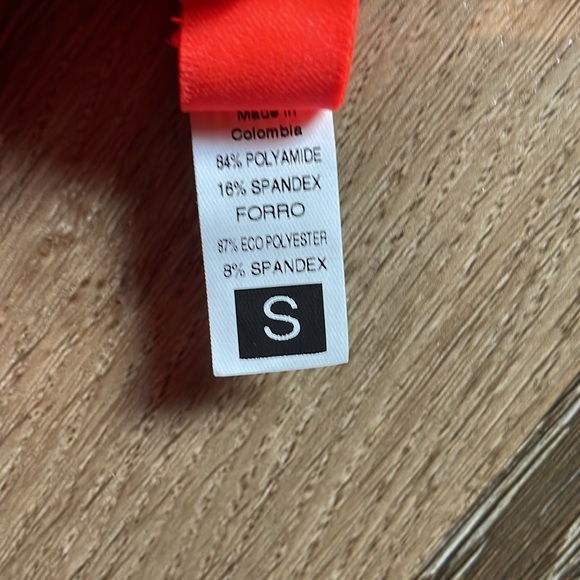 Made in
Colombia
84% POLYAMIDE
16% SPANDEX
FORRO
87% ECO POLYESTER
8% SPANDEX
S